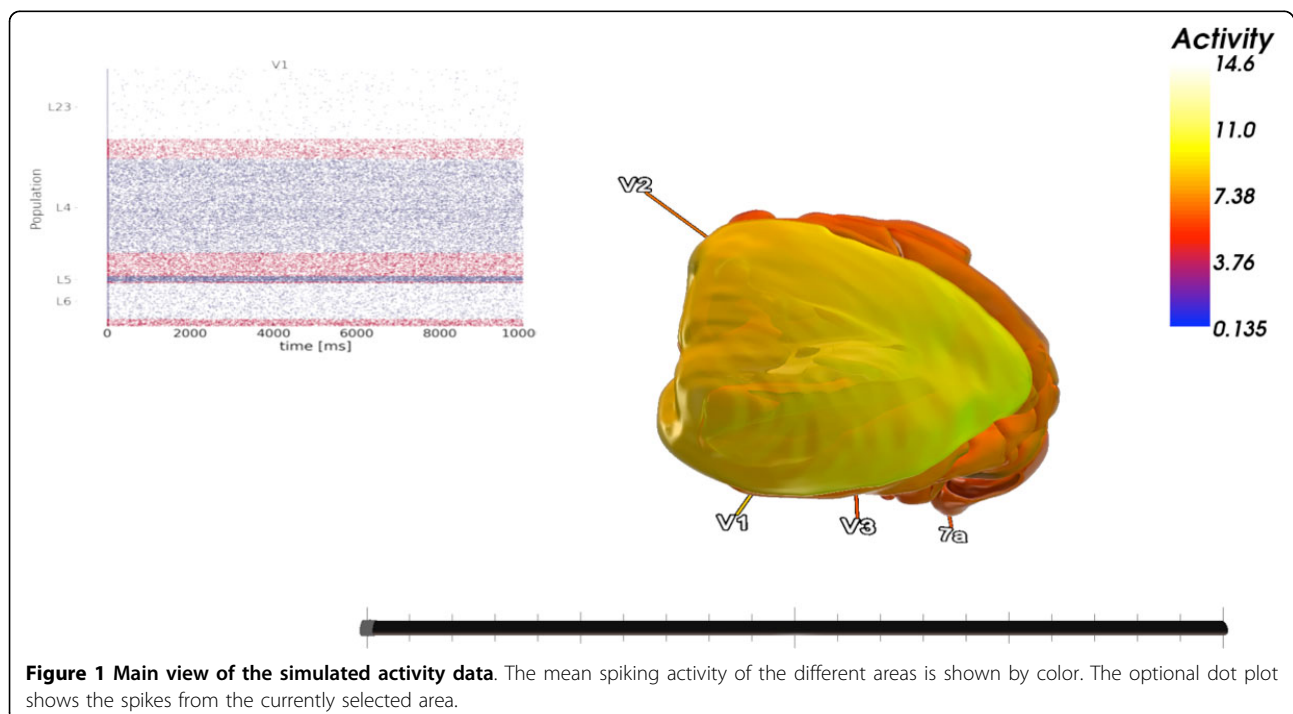 V1
L23
L4
L5
L6
Population
0 2000 4000 6000 8000 1000
time [ms]
Activity
14.6
11.0
7.38
3.76
0.135
V2
V1
V3
7a
Figure 1 Main view of the simulated activity data. The mean spiking activity of the different areas is shown by color. The optional dot plot
shows the spikes from the currently selected area.